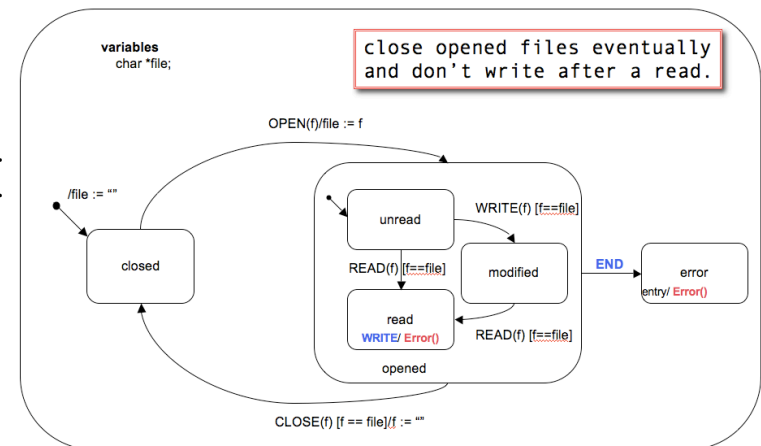 variables
char *file;
close opened files eventually
and don't write after a read.
OPEN(f)/file := f
/file := “”
closed
unread
WRITE(f) [f==file]
READ(f) [f==file]
modified
END
error
entry/ Error()
read
WRITE/ Error()
READ(f) [f==file]
opened
CLOSE(f) [f == file]/f := “”